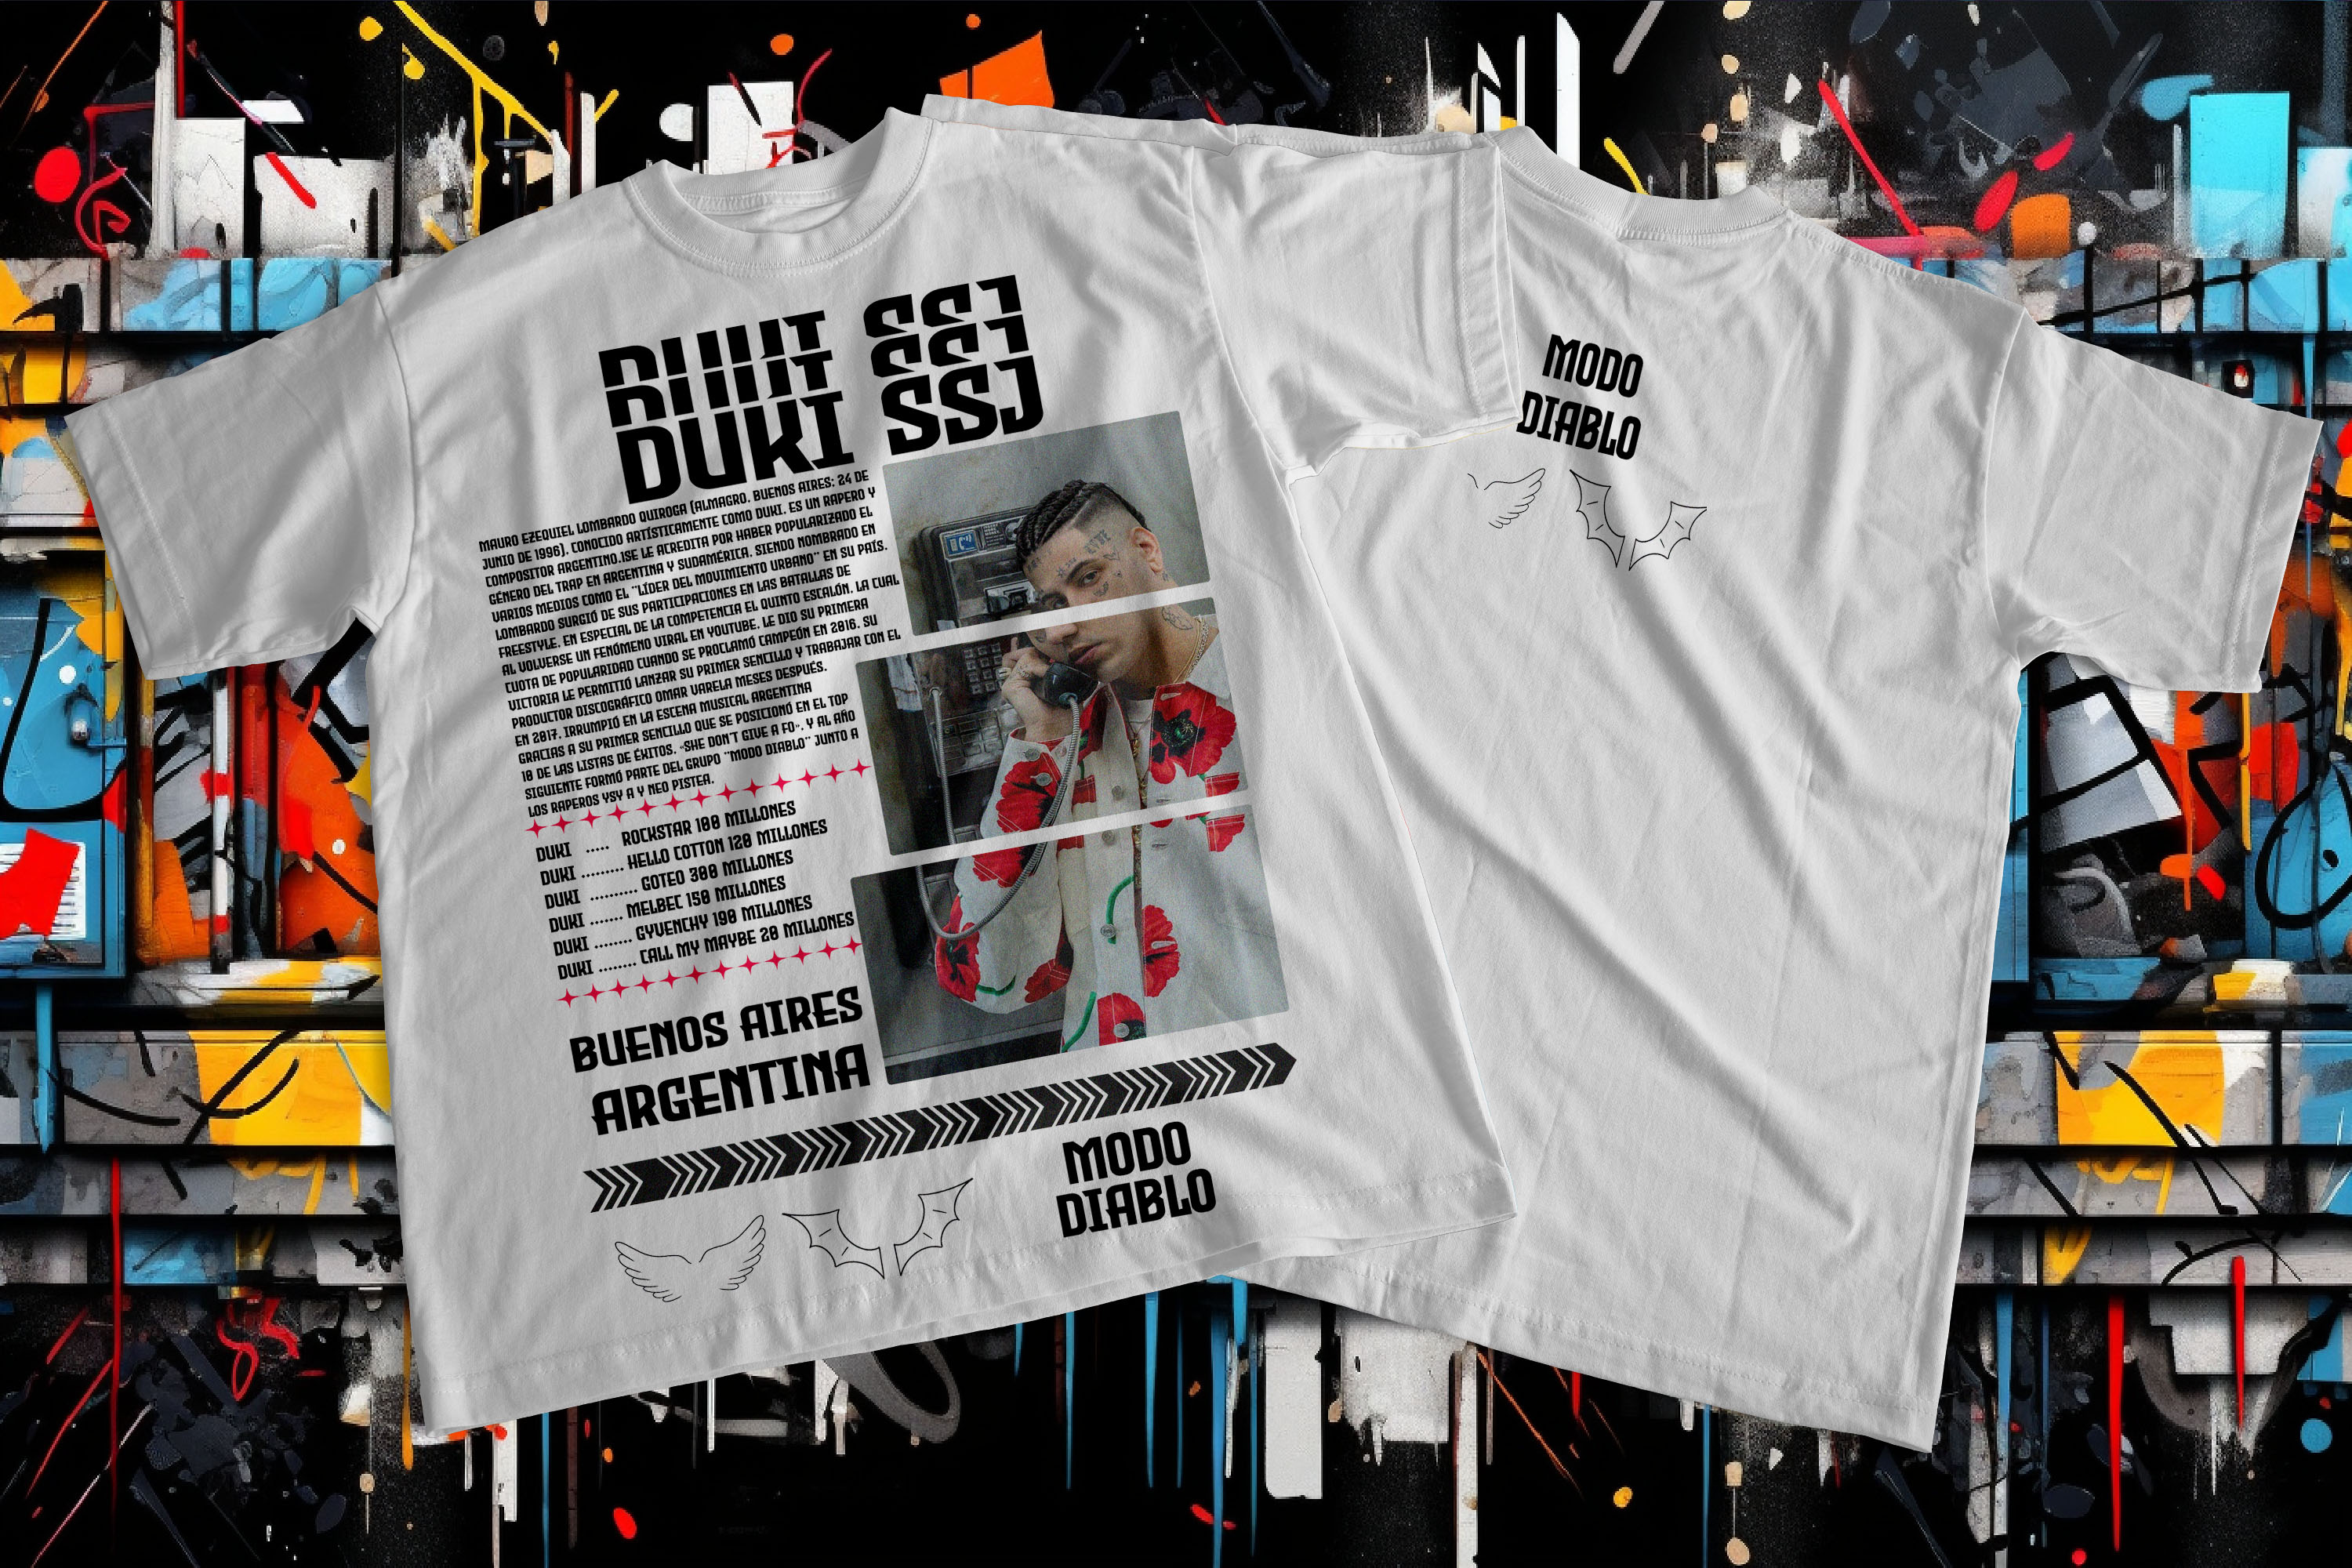 DUKI SSJ
DUKI SSJ
DUKI SSJ
MAURO EZEQUIEL LOMBARDO QUIROGA (ALMAGRO. BUENOS AIRES; 24 DE
JUNIO DE 1996). CONOCIDO ARTÍSTICAMENTE COMO DUKI. ES UN RAPERO Y
COMPOSITOR ARGENTINO.1SE LE ACREDITA POR HABER POPULARIZADO EL
GÉNERO DEL TRAP EN ARGENTINA Y SUDAMÉRICA. SIENDO NOMBRADO EN
VARIOS MEDIOS COMO EL "LÍDER DEL MOVIMIENTO URBANO" EN SU PAÍS.
LOMBARDO SURGIÓ DE SUS PARTICIPACIONES EN LAS BATALLAS DE
FREESTYLE. EN ESPECIAL DE LA COMPETENCIA EL QUINTO ESCALÓN. LA CUAL
AL VOLVERSE UN FENÓMENO VIRAL EN YOUTUBE. LE DIO SU PRIMERA
CUOTA DE POPULARIDAD CUANDO SE PROCLAMÓ CAMPEÓN EN 2016. SU
VICTORIA LE PERMITIÓ LANZAR SU PRIMER SENCILLO Y TRABAJAR CON EL
PRODUCTOR DISCOGRÁFICO OMAR VARELA MESES DESPUÉS.
EN 2017. IRRUMPIÓ EN LA ESCENA MUSICAL ARGENTINA
GRACIAS A SU PRIMER SENCILLO QUE SE POSICIONÓ EN EL TOP
10 DE LAS LISTAS DE ÉXITOS. «SHE DON'T GIVE A FO». Y AL AÑO
SIGUIENTE FORMÓ PARTE DEL GRUPO "MODO DIABLO" JUNTO A
LOS RAPEROS YSY A Y NEO PISTEA.
DUKI ..... ROCKSTAR 100 MILLONES
DUKI ......... HELLO COTTON 120 MILLONES
DUKI .......... GOTEO 300 MILLONES
DUKI ....... MELBEC 150 MILLONES
DUKI ........ GYVENCHY 190 MILLONES
DUKI ........ CALL MY MAYBE 20 MILLONES
BUENOS AIRES
ARGENTINA
MODO
DIABLO
MODO
DIABLO